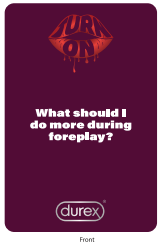 TURN
ON
What should I
do more during
foreplay?
durex
Front